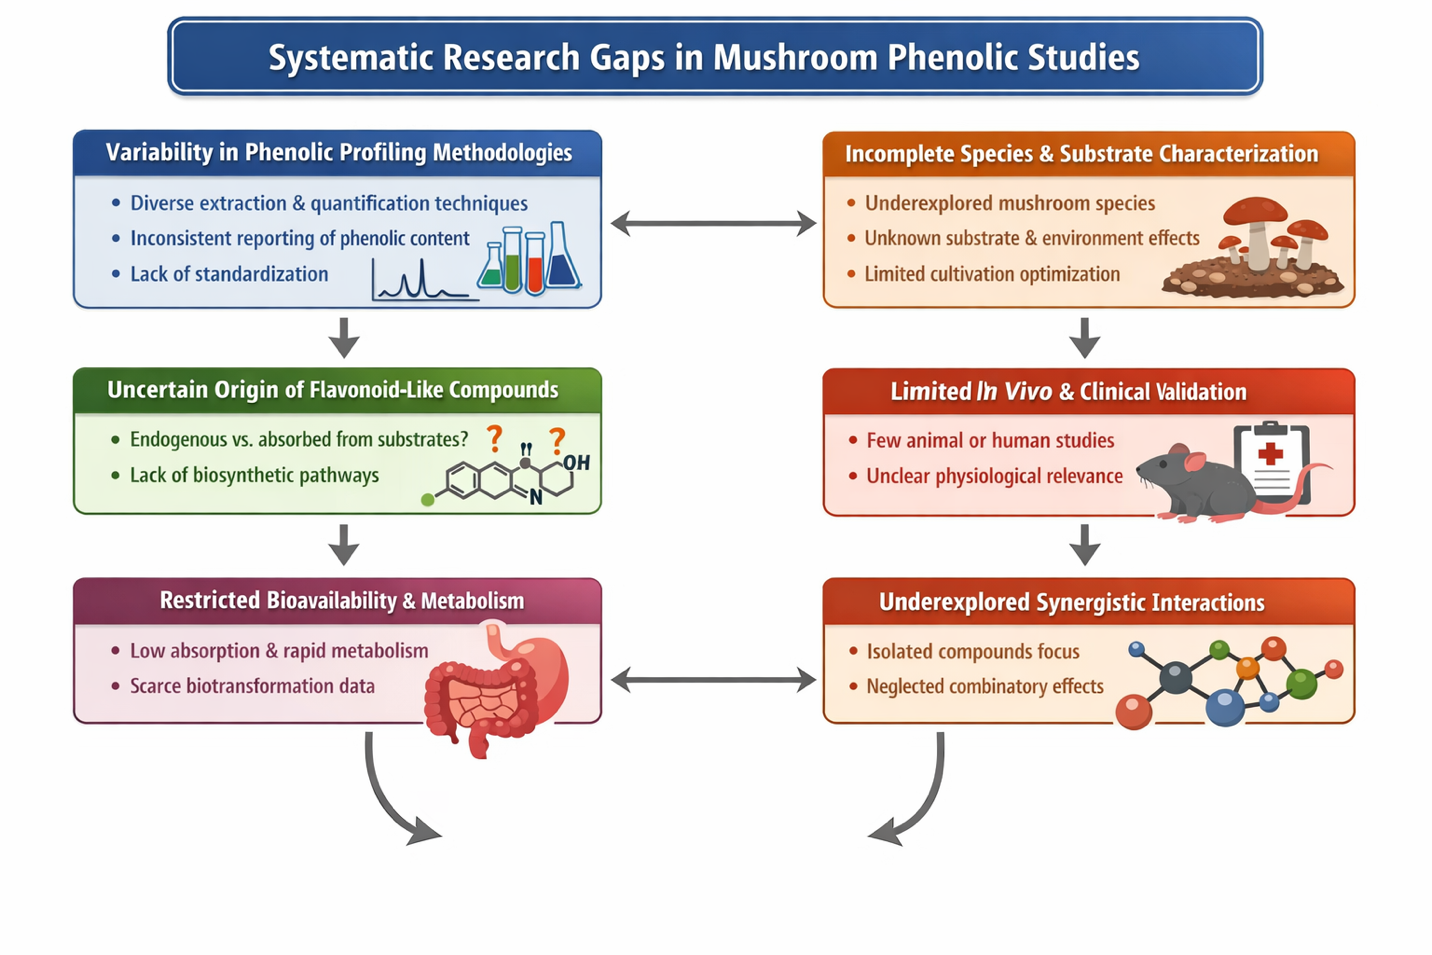 Systematic Research Gaps in Mushroom Phenolic Studies
Variability in Phenolic Profiling Methodologies
• Diverse extraction & quantification techniques
• Inconsistent reporting of phenolic content
• Lack of standardization
Incomplete Species & Substrate Characterization
• Underexplored mushroom species
• Unknown substrate & environment effects
• Limited cultivation optimization
Uncertain Origin of Flavonoid-Like Compounds
• Endogenous vs. absorbed from substrates?
• Lack of biosynthetic pathways
? ?
OH
N
Limited In Vivo & Clinical Validation
• Few animal or human studies
• Unclear physiological relevance
Restricted Bioavailability & Metabolism
• Low absorption & rapid metabolism
• Scarce biotransformation data
Underexplored Synergistic Interactions
• Isolated compounds focus
• Neglected combinatory effects